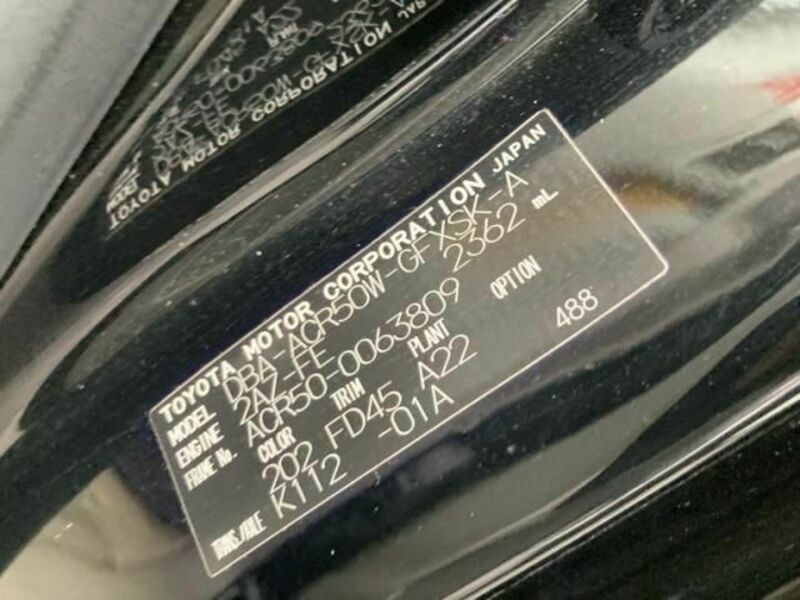 TOYOTA MOTOR CORPORATION JAPAN
MODEL DBA-ACR50W-GFXSK-A
ENGINE 2AZ-FE 2362 mL
FRAME No. ACR50-0063809
COLOR TRIM PLANT OPTION
202 FD45 A22 488
TRANS/AXLE K112 -01A